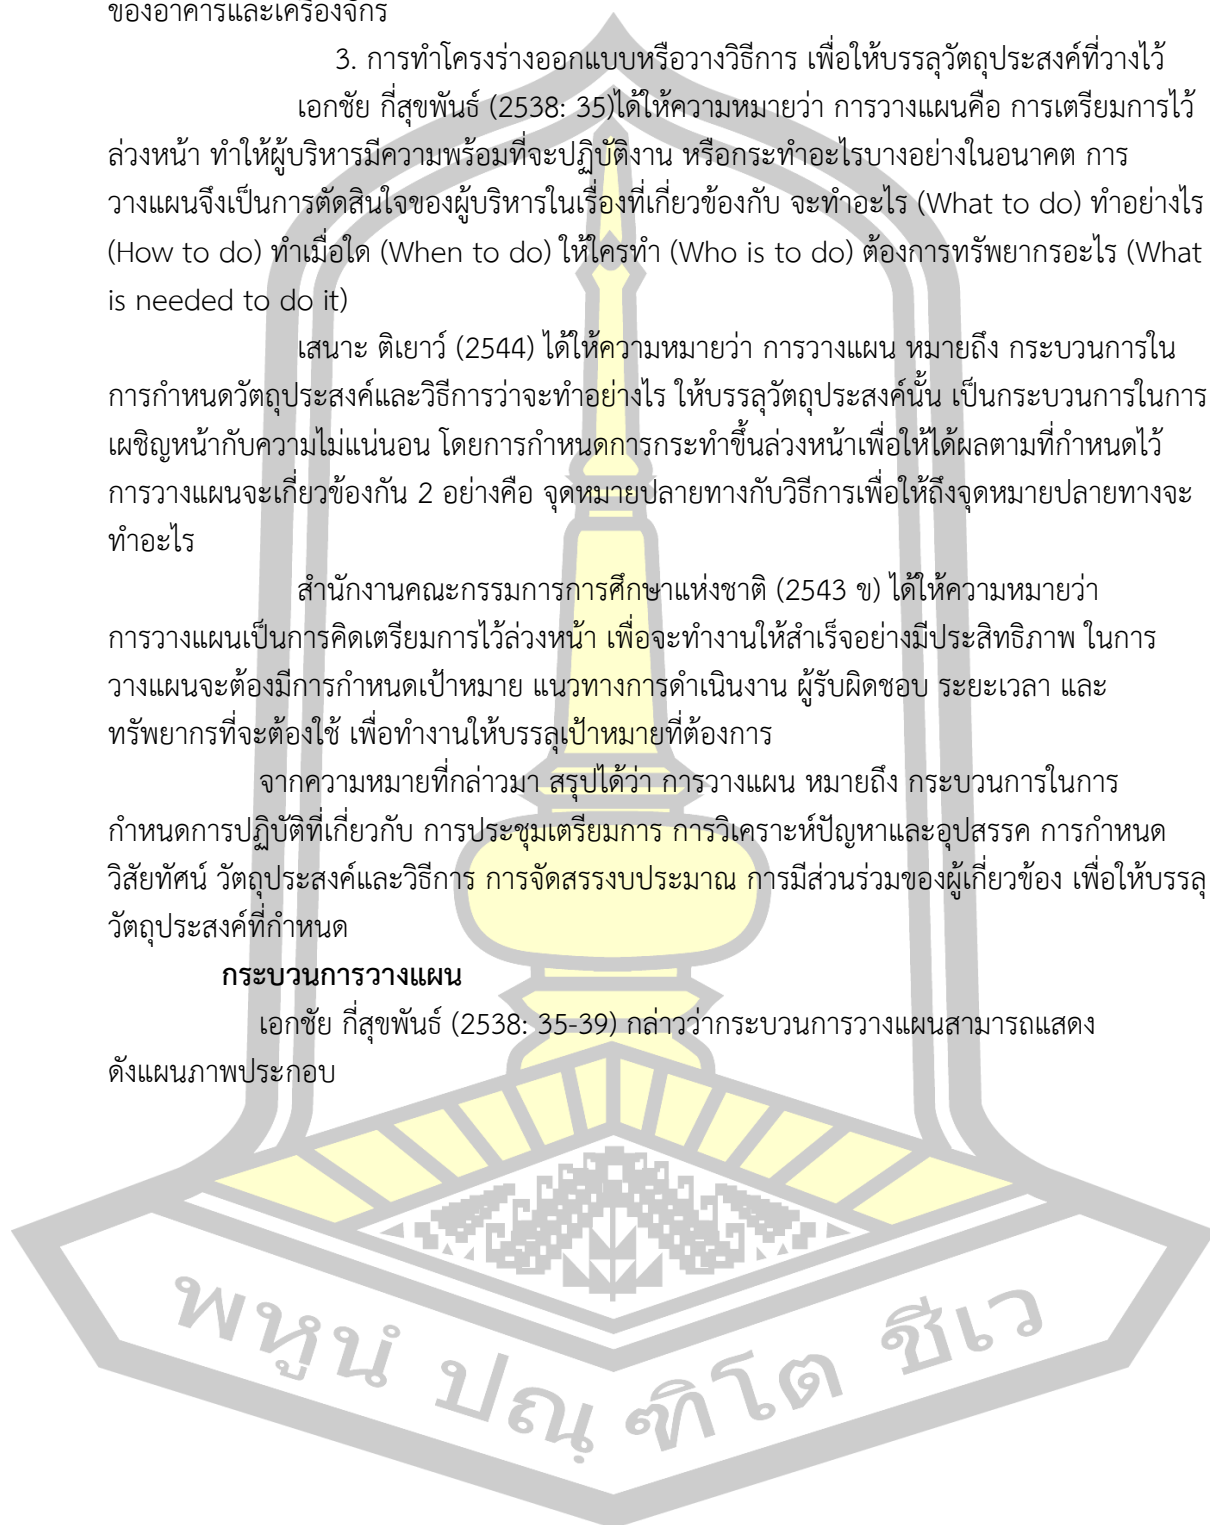 ของอาคารและเครื่องจักร
3. การทำโครงร่างออกแบบหรือวางวิธีการ เพื่อให้บรรลุวัตถุประสงค์ที่วางไว้
เอกชัย กี่สุขพันธ์ (2538: 35)ได้ให้ความหมายว่า การวางแผนคือ การเตรียมการไว้
ล่วงหน้า ทำให้ผู้บริหารมีความพร้อมที่จะปฏิบัติงาน หรือกระทำอะไรบางอย่างในอนาคต การ
วางแผนจึงเป็นการตัดสินใจของผู้บริหารในเรื่องที่เกี่ยวข้องกับ จะทำอะไร (What to do) ทำอย่างไร
(How to do) ทำเมื่อใด (When to do) ให้ใครทำ (Who is to do) ต้องการทรัพยากรอะไร (What
is needed to do it)
เสนาะ ติเยาว์ (2544) ได้ให้ความหมายว่า การวางแผน หมายถึง กระบวนการใน
การกำหนดวัตถุประสงค์และวิธีการว่าจะทำอย่างไร ให้บรรลุวัตถุประสงค์นั้น เป็นกระบวนการในการ
เผชิญหน้ากับความไม่แน่นอน โดยการกำหนดการกระทำขึ้นล่วงหน้าเพื่อให้ได้ผลตามที่กำหนดไว้
การวางแผนจะเกี่ยวข้องกัน 2 อย่างคือ จุดหมายปลายทางกับวิธีการเพื่อให้ถึงจุดหมายปลายทางจะ
ทำอะไร
สำนักงานคณะกรรมการการศึกษาแห่งชาติ (2543 ข) ได้ให้ความหมายว่า
การวางแผนเป็นการคิดเตรียมการไว้ล่วงหน้า เพื่อจะทำงานให้สำเร็จอย่างมีประสิทธิภาพ ในการ
วางแผนจะต้องมีการกำหนดเป้าหมาย แนวทางการดำเนินงาน ผู้รับผิดชอบ ระยะเวลา และ
ทรัพยากรที่จะต้องใช้ เพื่อทำงานให้บรรลุเป้าหมายที่ต้องการ
จากความหมายที่กล่าวมา สรุปได้ว่า การวางแผน หมายถึง กระบวนการในการ
กำหนดการปฏิบัติที่เกี่ยวกับ การประชุมเตรียมการ การวิเคราะห์ปัญหาและอุปสรรค การกำหนด
วิสัยทัศน์ วัตถุประสงค์และวิธีการ การจัดสรรงบประมาณ การมีส่วนร่วมของผู้เกี่ยวข้อง เพื่อให้บรรลุ
วัตถุประสงค์ที่กำหนด
กระบวนการวางแผน
เอกชัย กี่สุขพันธ์ (2538: 35-39) กล่าวว่ากระบวนการวางแผนสามารถแสดง
ดังแผนภาพประกอบ
พหูนํ ปณฺฑิโต ชีเว